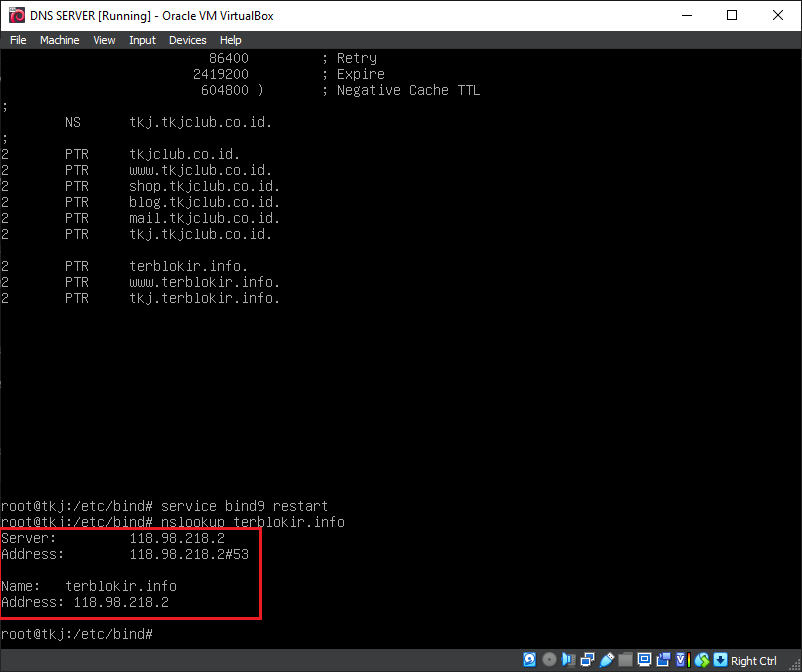 DNS SERVER [Running] - Oracle VM VirtualBox
File Machine View Input Devices Help
86400 ; Retry
2419200 ; Expire
604800 ) ; Negative Cache TTL
;
NS tkj.tkjclub.co.id.
;
2 PTR tkjclub.co.id.
2 PTR www.tkjclub.co.id.
2 PTR shop.tkjclub.co.id.
2 PTR blog.tkjclub.co.id.
2 PTR mail.tkjclub.co.id.
2 PTR tkj.tkjclub.co.id.
2 PTR terblokir.info.
2 PTR www.terblokir.info.
2 PTR tkj.terblokir.info.
root@tkj:/etc/bind# service bind9 restart
root@tkj:/etc/bind# nslookup terblokir.info
Server: 118.98.218.2
Address: 118.98.218.2#53
Name: terblokir.info
Address: 118.98.218.2
root@tkj:/etc/bind#
Right Ctrl